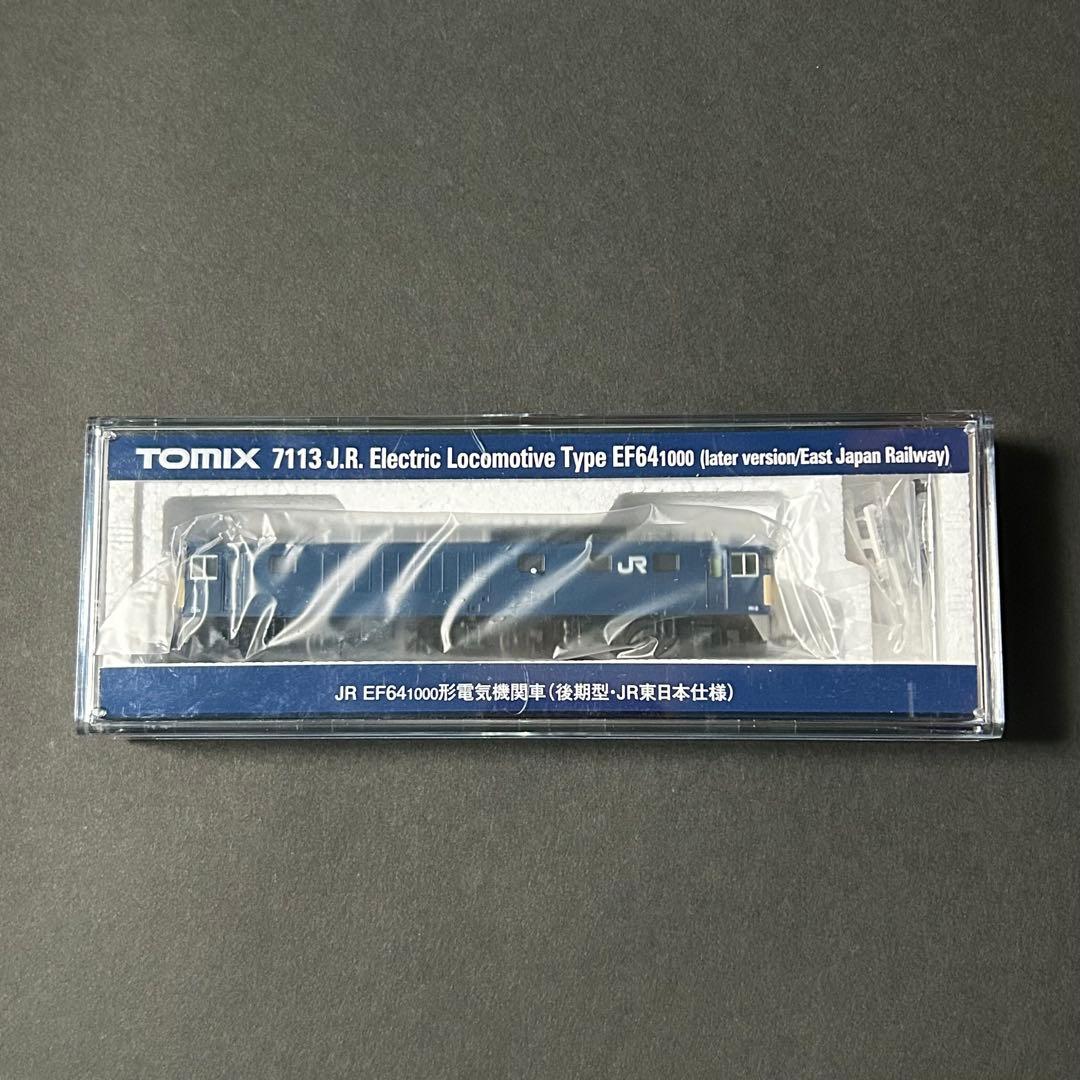 TOMIX 7113 J.R. Electric Locomotive Type EF641000 (later version/East Japan Railway)
JR
JR EF641000形電気機関車(後期型・JR東日本仕様)